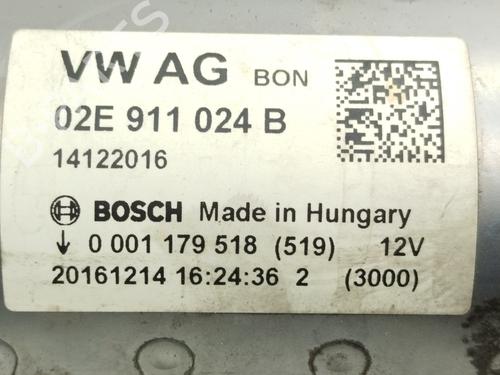 VW AG BON
02E 911 024 B
14122016
BOSCH Made in Hungary
↓ 0 001 179 518 (519) 12V
20161214 16:24:36 2 (3000)